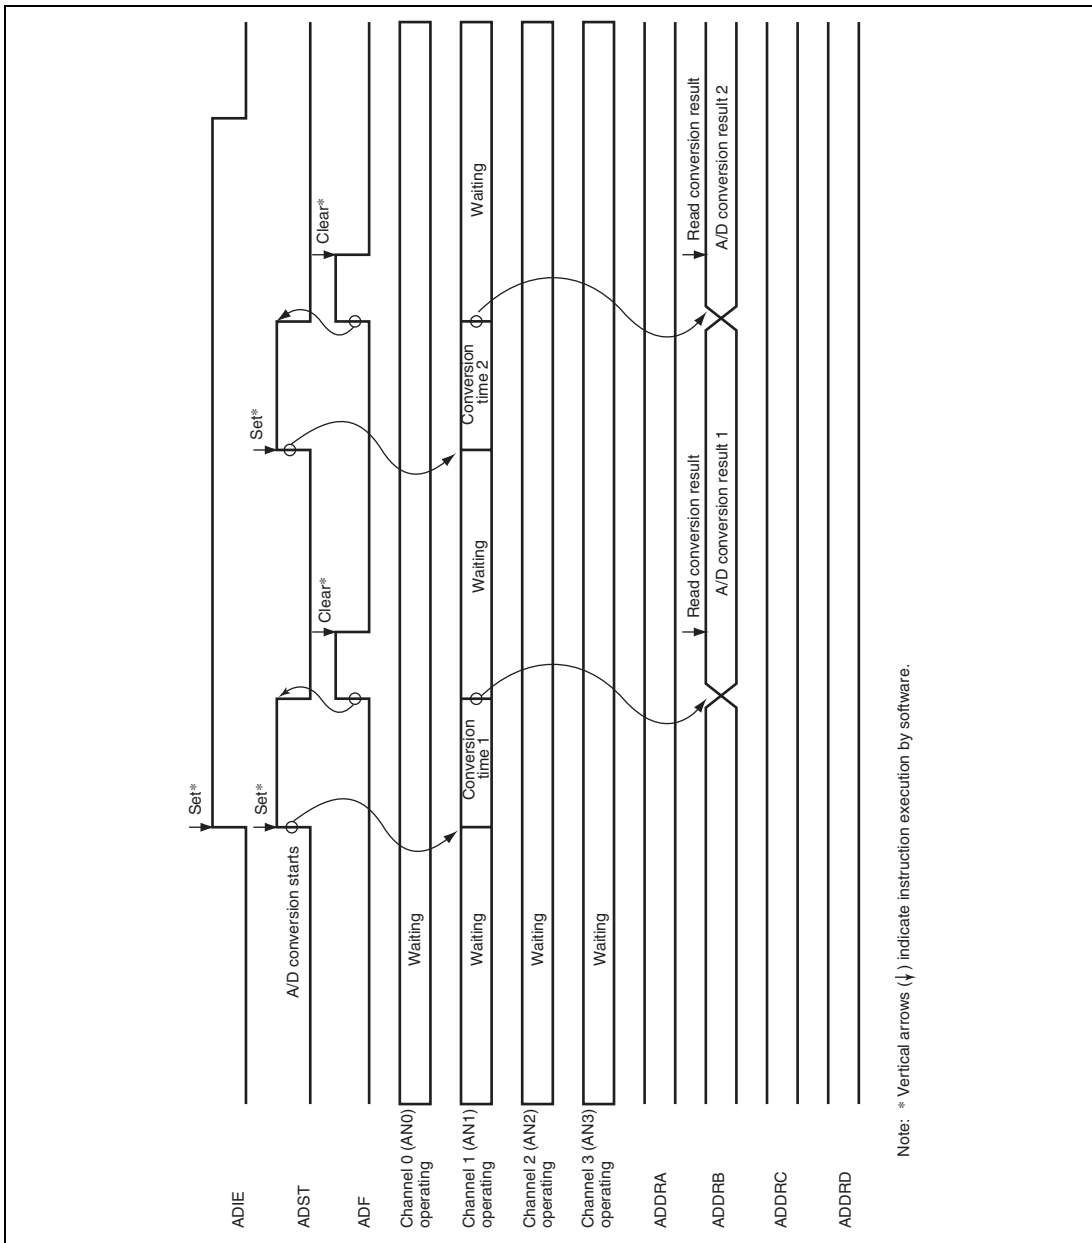 ADIE
Set*
ADST
Set*
Set*
A/D conversion starts
ADF
Clear*
Clear*
Channel 0 (AN0)
operating
Waiting
Channel 1 (AN1)
operating
Waiting
Conversion
time 1
Waiting
Conversion
time 2
Waiting
Channel 2 (AN2)
operating
Waiting
Channel 3 (AN3)
operating
Waiting
ADDRA
Read conversion result
Read conversion result
ADDRB
A/D conversion result 1
A/D conversion result 2
ADDRC
ADDRD
Note: * Vertical arrows (↓) indicate instruction execution by software.